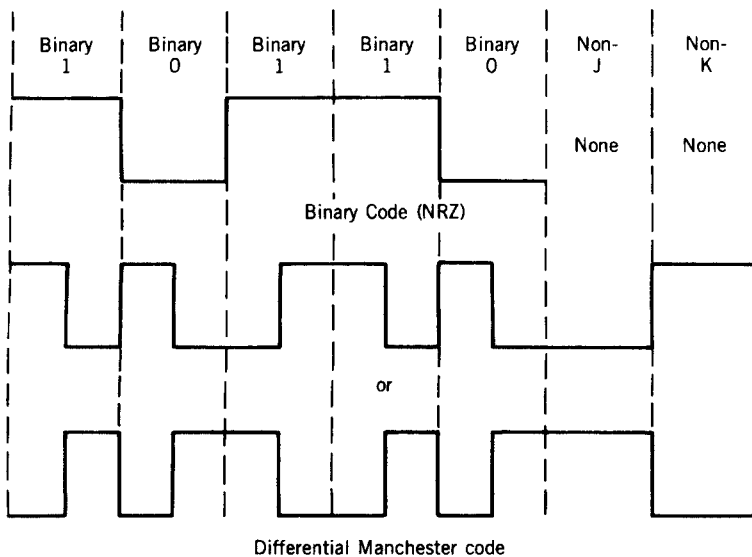 Binary Binary Binary Binary Binary Non- Non-
1 0 1 1 0 J K
None None
Binary Code (NRZ)
or
Differential Manchester code